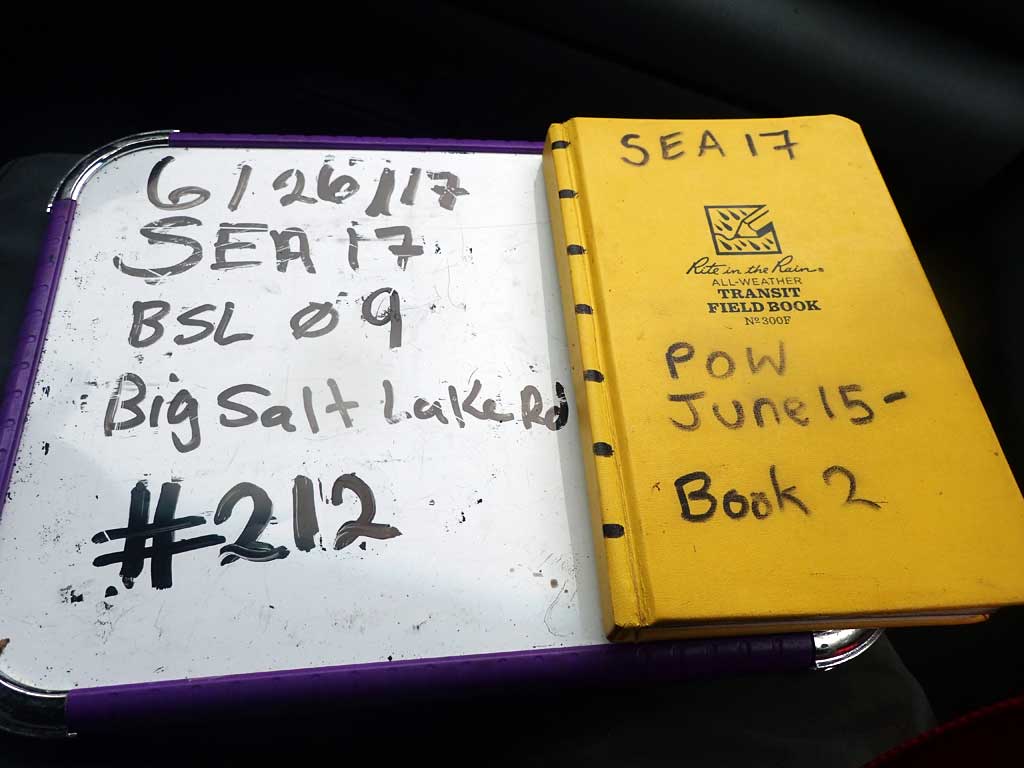 6/26/17
SEA 17
BSL Ø9
Big Salt Lake Rd
#212
SEA 17
Rite in the Rain®
ALL-WEATHER
TRANSIT
FIELD BOOK
Nº 300F
POW
June 15-
Book 2